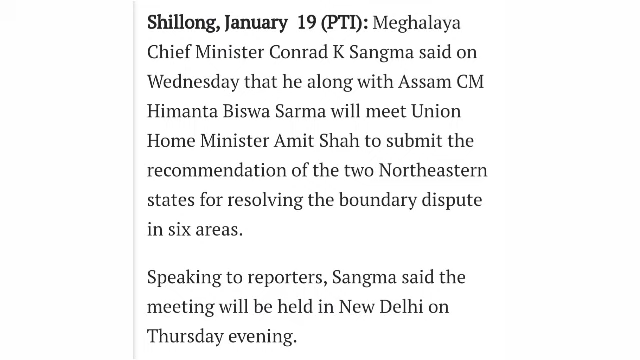 Shillong, January 19 (PTI): Meghalaya
Chief Minister Conrad K Sangma said on
Wednesday that he along with Assam CM
Himanta Biswa Sarma will meet Union
Home Minister Amit Shah to submit the
recommendation of the two Northeastern
states for resolving the boundary dispute
in six areas.
Speaking to reporters, Sangma said the
meeting will be held in New Delhi on
Thursday evening.